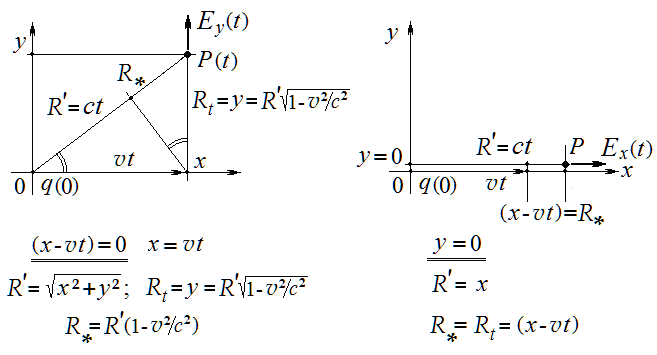 y
E_y(t)
P(t)
R_*
R'=ct
R_t=y=R'√1-v²/c²
vt
x
0
q(0)
(x-vt)=0 x=vt
R'=√x²+y²; R_t=y=R'√1-v²/c²
R_*=R'(1-v²/c²)
y
R'=ct
P
E_x(t)
y=0
x
0
q(0)
vt
(x-vt)=R_*
y=0
R'=x
R_*=R_t=(x-vt)